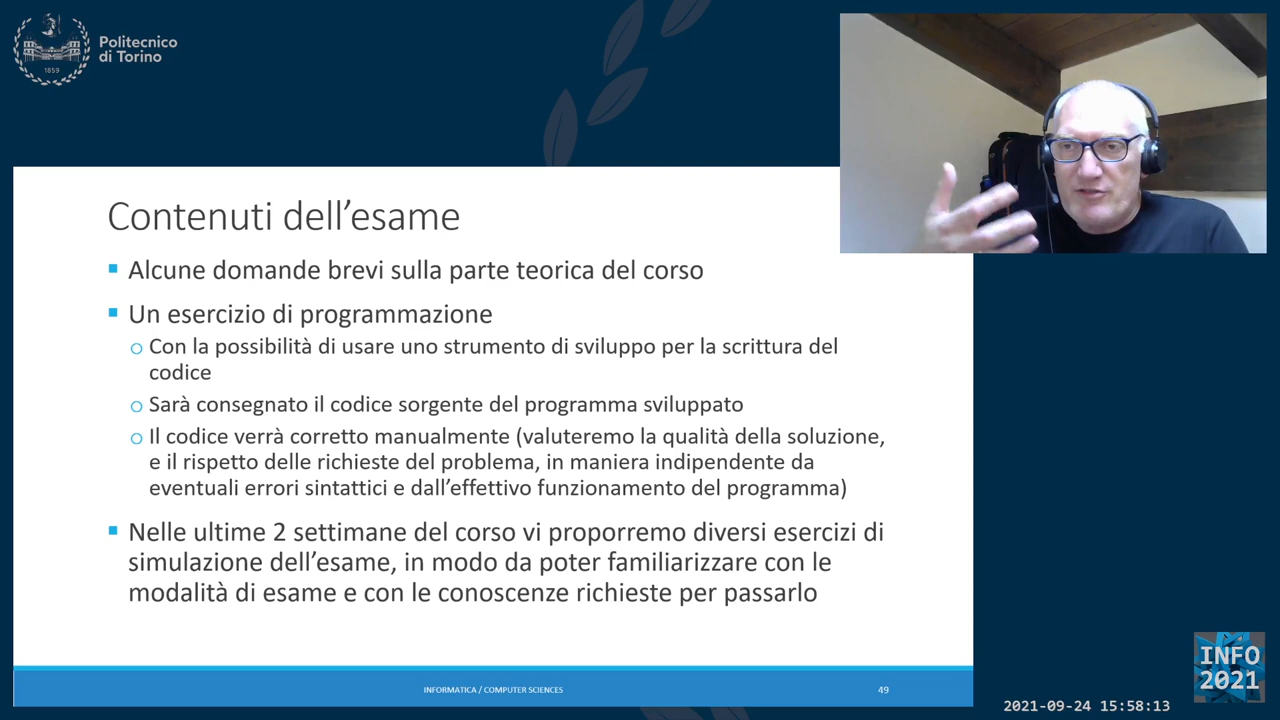 Politecnico
di Torino
1859
Contenuti dell'esame
Alcune domande brevi sulla parte teorica del corso
Un esercizio di programmazione
Con la possibilità di usare uno strumento di sviluppo per la scrittura del
codice
Sarà consegnato il codice sorgente del programma sviluppato
Il codice verrà corretto manualmente (valuteremo la qualità della soluzione,
e il rispetto delle richieste del problema, in maniera indipendente da
eventuali errori sintattici e dall'effettivo funzionamento del programma)
Nelle ultime 2 settimane del corso vi proporremo diversi esercizi di
simulazione dell'esame, in modo da poter familiarizzare con le
modalità di esame e con le conoscenze richieste per passarlo
INFORMATICA / COMPUTER SCIENCES
49
INFO
2021
2021-09-24 15:58:13